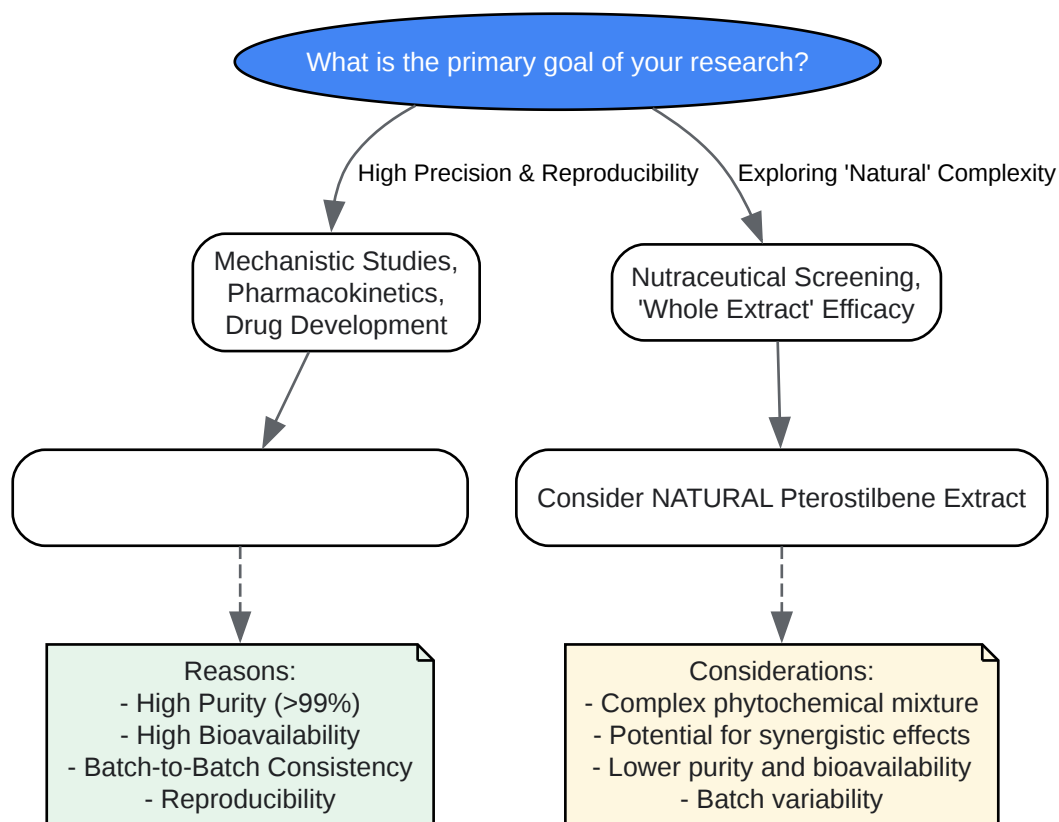 What is the primary goal of your research?
High Precision & Reproducibility
Exploring 'Natural' Complexity
Mechanistic Studies,
Pharmacokinetics,
Drug Development
Nutraceutical Screening,
'Whole Extract' Efficacy
Consider NATURAL Pterostilbene Extract
Reasons:
- High Purity (>99%)
- High Bioavailability
- Batch-to-Batch Consistency
- Reproducibility
Considerations:
- Complex phytochemical mixture
- Potential for synergistic effects
- Lower purity and bioavailability
- Batch variability